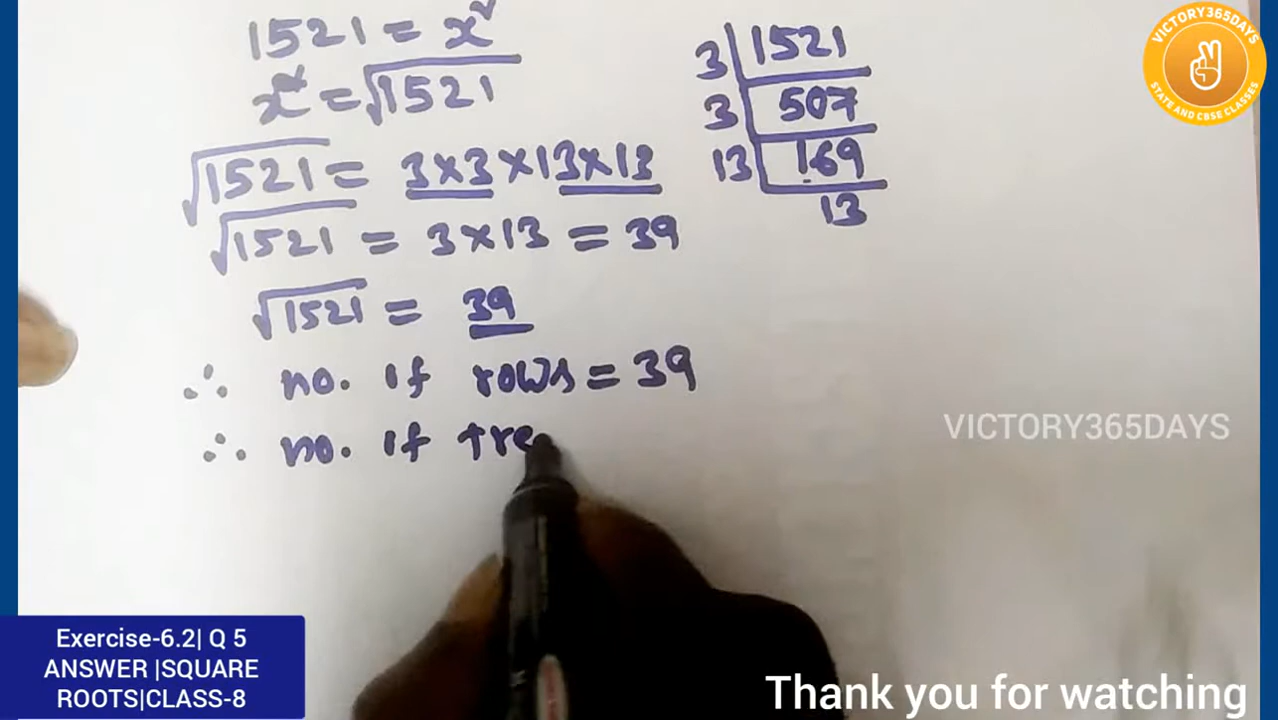 1521 = x²
x = √1521
3 | 1521
3 | 507
13 | 169
13
√1521 = 3×3×13×13
√1521 = 3×13 = 39
√1521 = 39
∴ no. of rows = 39
∴ no. of tre
VICTORY365DAYS
STATE AND CBSE CLASSES
VICTORY365DAYS
Exercise-6.2| Q 5
ANSWER |SQUARE
ROOTS|CLASS-8
Thank you for watching